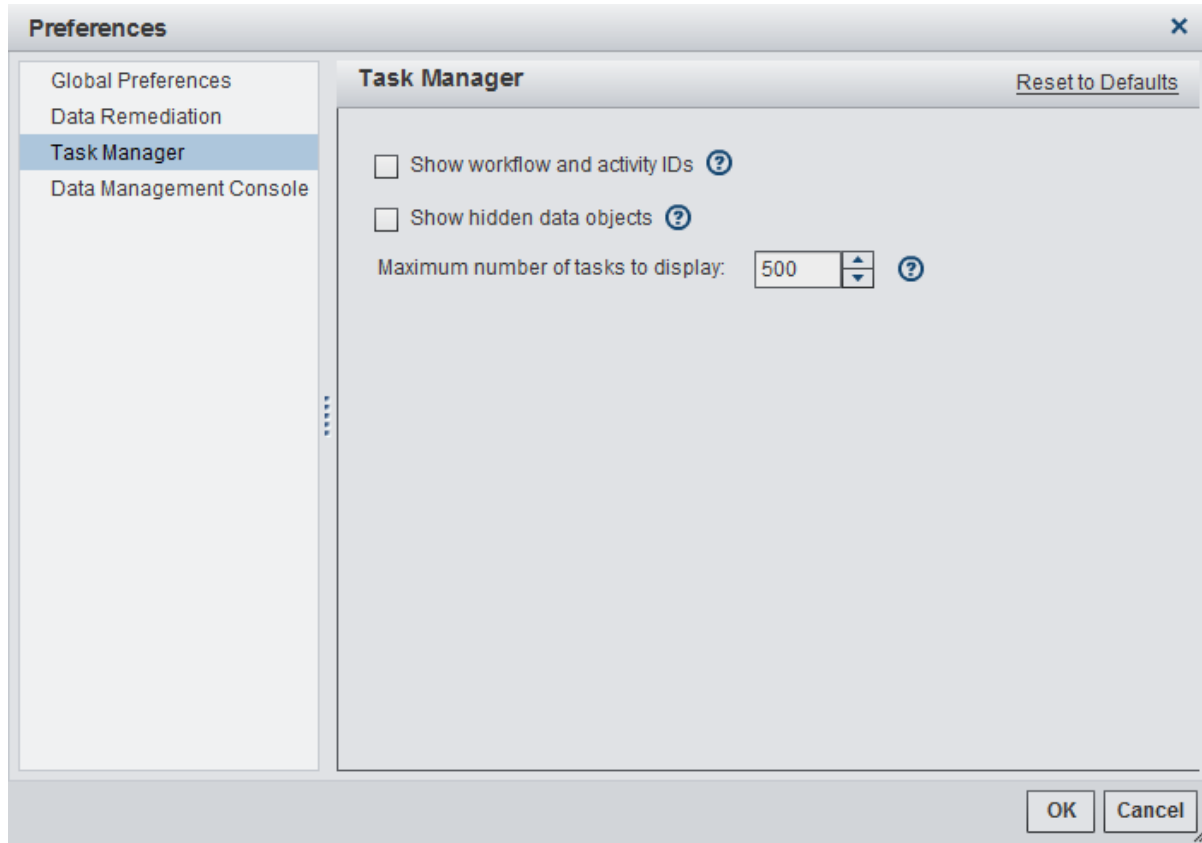 Preferences
Global Preferences
Data Remediation
Task Manager
Data Management Console
Task Manager
Reset to Defaults
Show workflow and activity IDs
Show hidden data objects
Maximum number of tasks to display: 500
OK Cancel